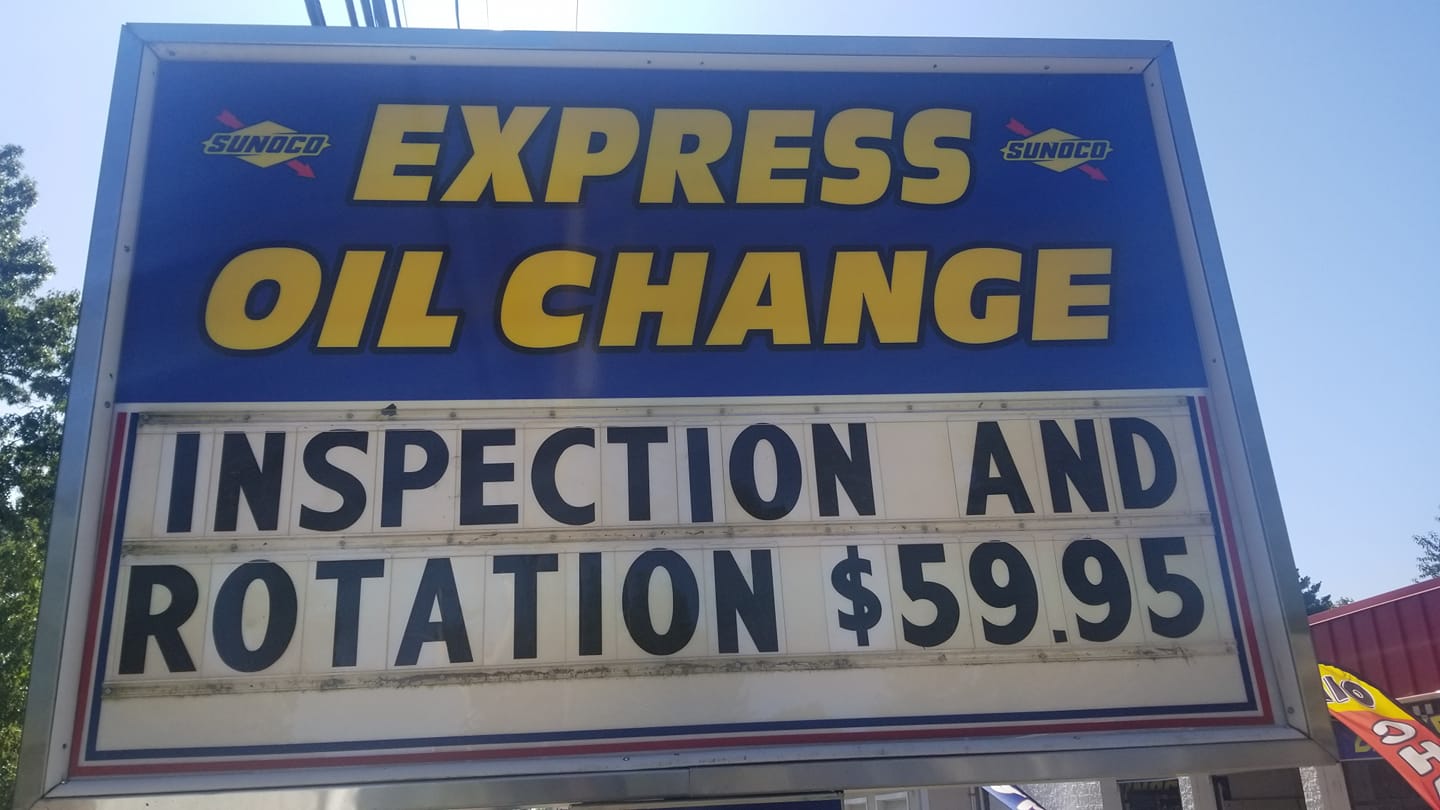 SUNOCO EXPRESS SUNOCO
OIL CHANGE
INSPECTION AND
ROTATION $59.95